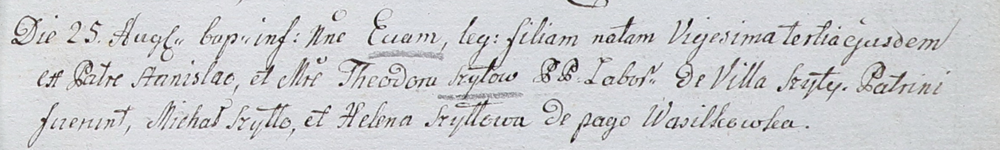 Die 25. Augs„ bap„ inf: Nne Evam, leg: filiam natam Vigesima tertia ejusdem
ex Patre Stanislao, et Mre Theodora Szytow PP. Labor„ de Villa Szyty. Patrini
fuerunt, Michał Szytto, et Helena Szyttowa de pago Wasilkowka.